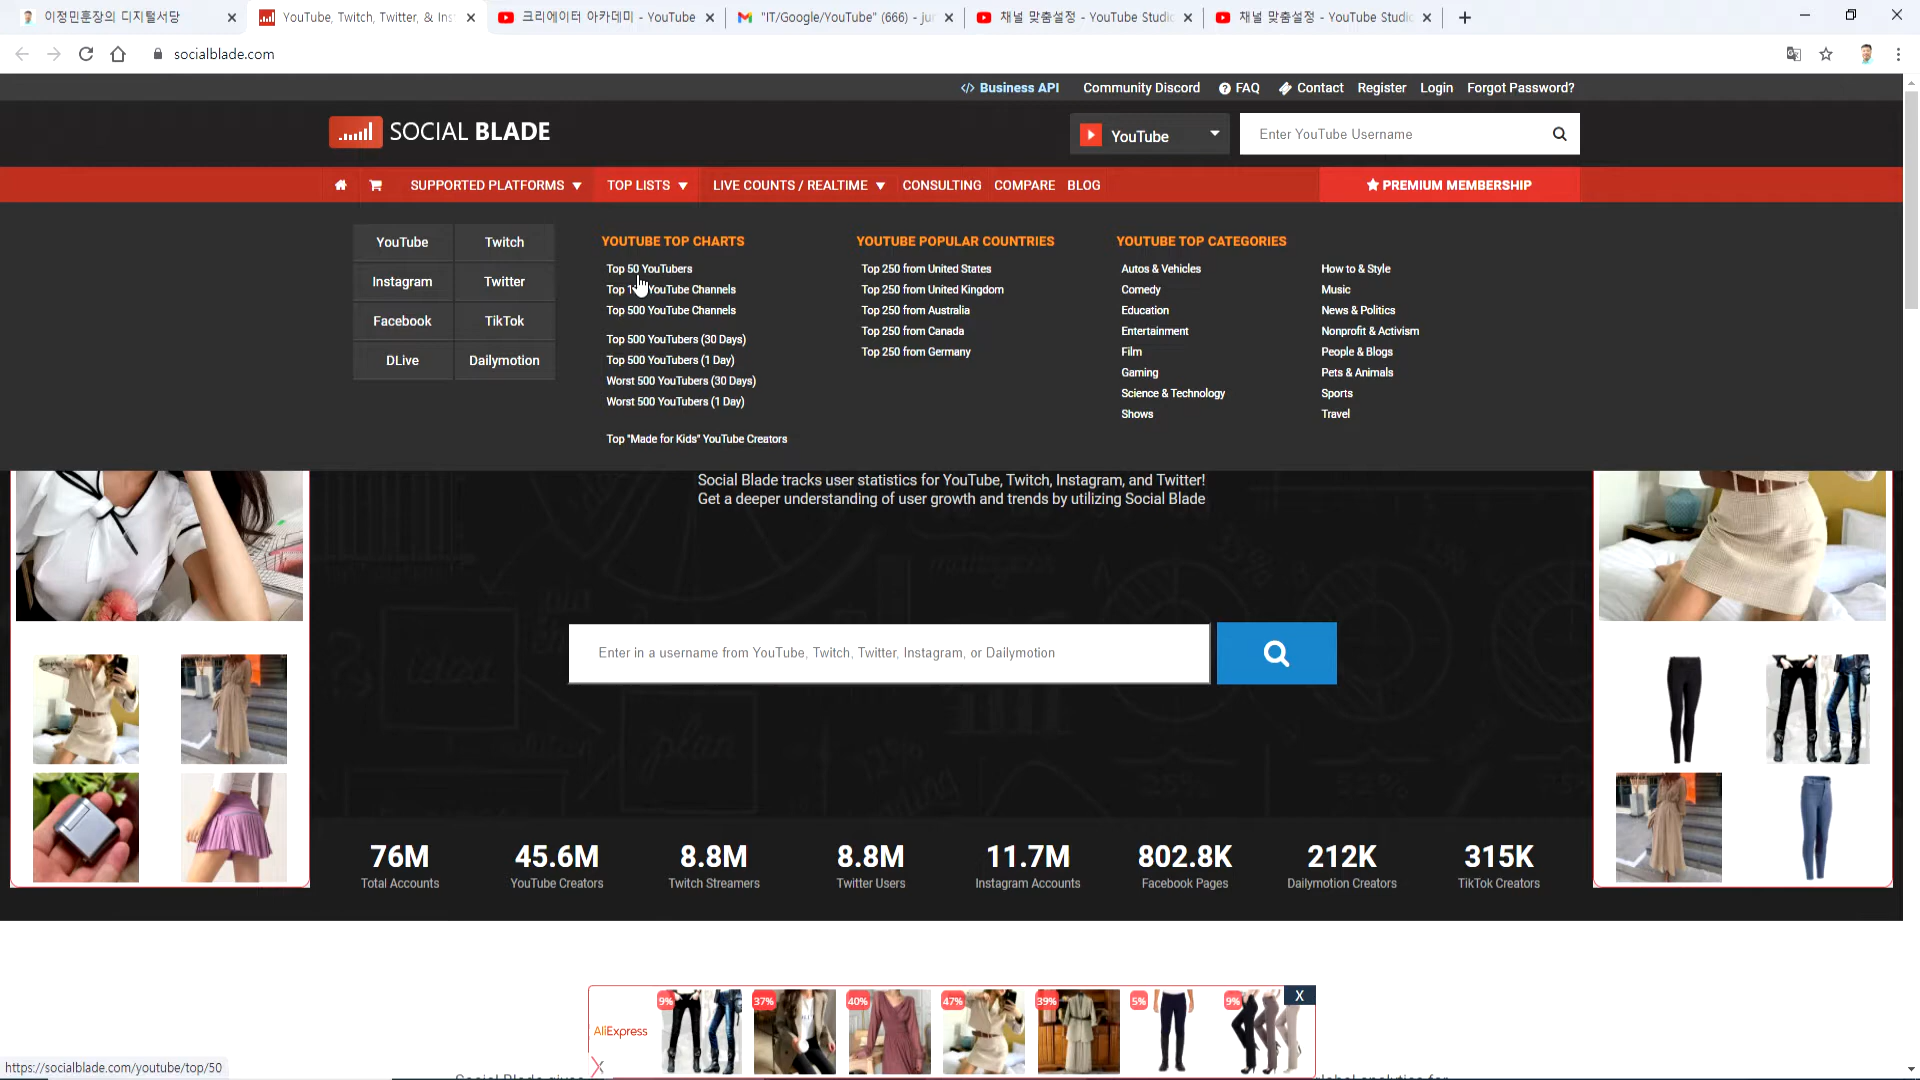 이정민훈장의 디지털서당
YouTube, Twitch, Twitter, & Ins
크리에이터 아카데미 - YouTube
"IT/Google/YouTube" (666) - ju
채널 맞춤설정 - YouTube Studio
채널 맞춤설정 - YouTube Studio
socialblade.com
</> Business API
Community Discord
FAQ
Contact
Register
Login
Forgot Password?
SOCIAL BLADE
YouTube
Enter YouTube Username
SUPPORTED PLATFORMS
TOP LISTS
LIVE COUNTS / REALTIME
CONSULTING
COMPARE
BLOG
PREMIUM MEMBERSHIP
YouTube
Twitch
Instagram
Twitter
Facebook
TikTok
DLive
Dailymotion
YOUTUBE TOP CHARTS
Top 50 YouTubers
Top 1 YouTube Channels
Top 500 YouTube Channels
Top 500 YouTubers (30 Days)
Top 500 YouTubers (1 Day)
Worst 500 YouTubers (30 Days)
Worst 500 YouTubers (1 Day)
Top "Made for Kids" YouTube Creators
YOUTUBE POPULAR COUNTRIES
Top 250 from United States
Top 250 from United Kingdom
Top 250 from Australia
Top 250 from Canada
Top 250 from Germany
YOUTUBE TOP CATEGORIES
Autos & Vehicles
Comedy
Education
Entertainment
Film
Gaming
Science & Technology
Shows
How to & Style
Music
News & Politics
Nonprofit & Activism
People & Blogs
Pets & Animals
Sports
Travel
Social Blade tracks user statistics for YouTube, Twitch, Instagram, and Twitter!
Get a deeper understanding of user growth and trends by utilizing Social Blade
idea
plan
Enter in a username from YouTube, Twitch, Twitter, Instagram, or Dailymotion
76M
Total Accounts
45.6M
YouTube Creators
8.8M
Twitch Streamers
8.8M
Twitter Users
11.7M
Instagram Accounts
802.8K
Facebook Pages
212K
Dailymotion Creators
315K
TikTok Creators
AliExpress
9%
37%
40%
47%
39%
5%
9%
X
https://socialblade.com/youtube/top/50